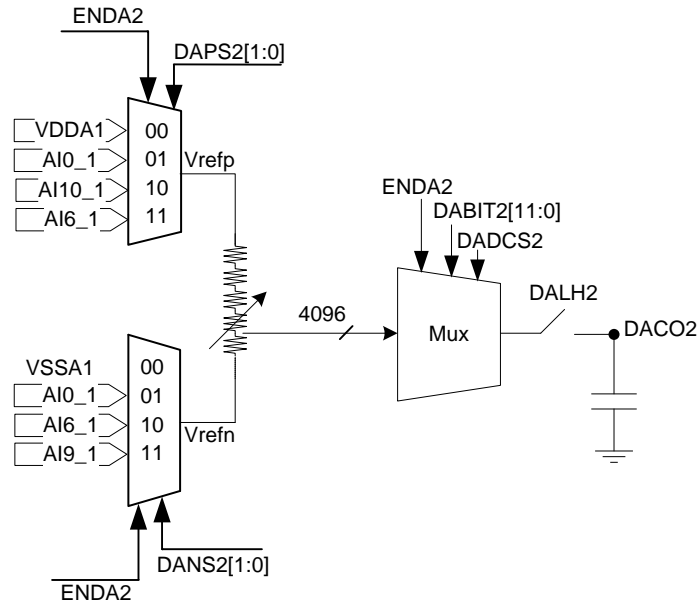 ENDA2
DAPS2[1:0]
VDDA1
00
AI0_1
01
Vrefp
AI10_1
10
AI6_1
11
ENDA2
DABIT2[11:0]
DADCS2
4096
Mux
DALH2
DACO2
VSSA1
00
AI0_1
01
AI6_1
10
Vrefn
AI9_1
11
DANS2[1:0]
ENDA2